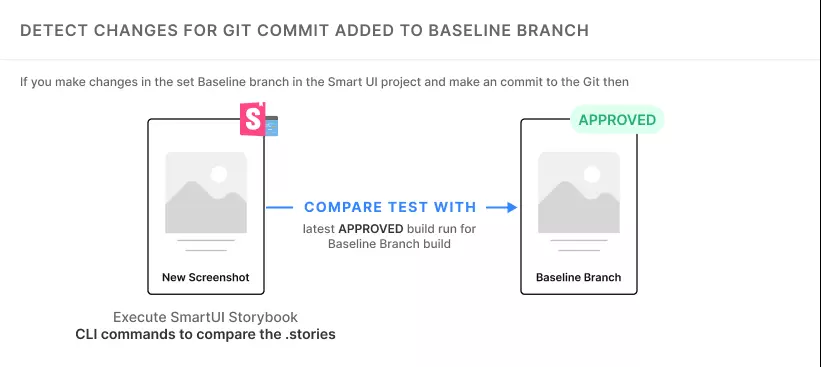 DETECT CHANGES FOR GIT COMMIT ADDED TO BASELINE BRANCH
If you make changes in the set Baseline branch in the Smart UI project and make an commit to the Git then
S
APPROVED
COMPARE TEST WITH
latest APPROVED build run for
Baseline Branch build
New Screenshot
Baseline Branch
Execute SmartUI Storybook
CLI commands to compare the .stories